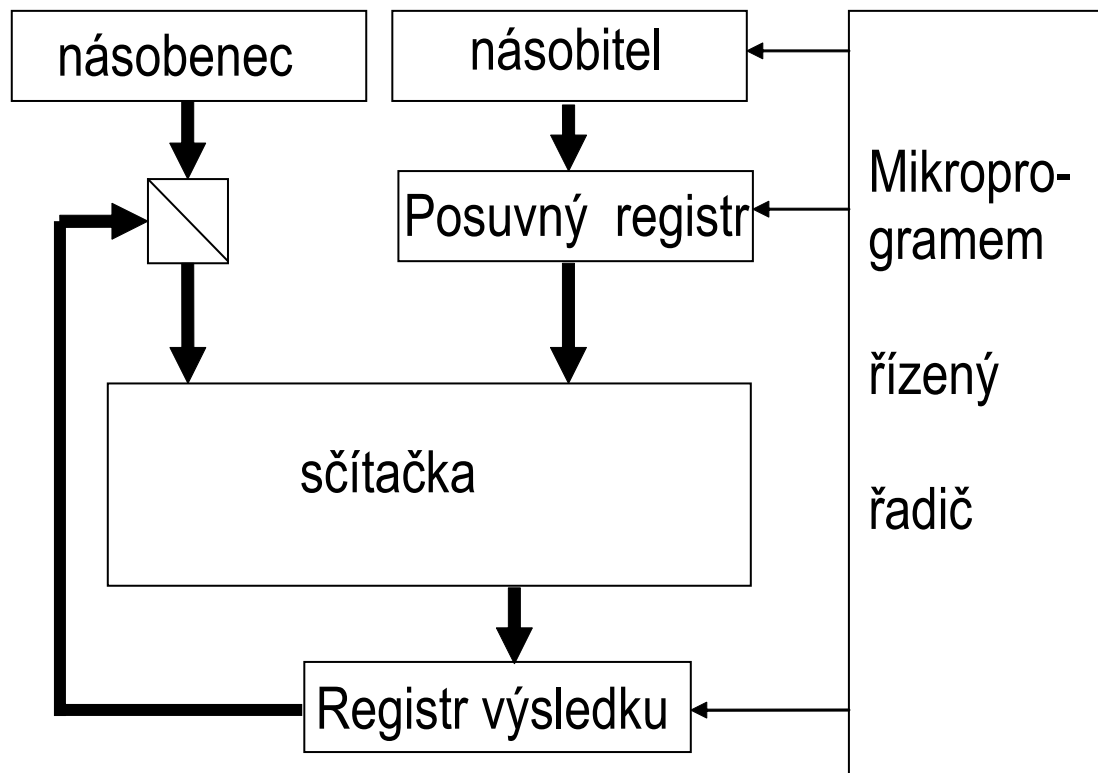 násobenec
násobitel
Posuvný registr
sčítačka
Registr výsledku
Mikropro-
gramem
řízený
řadič